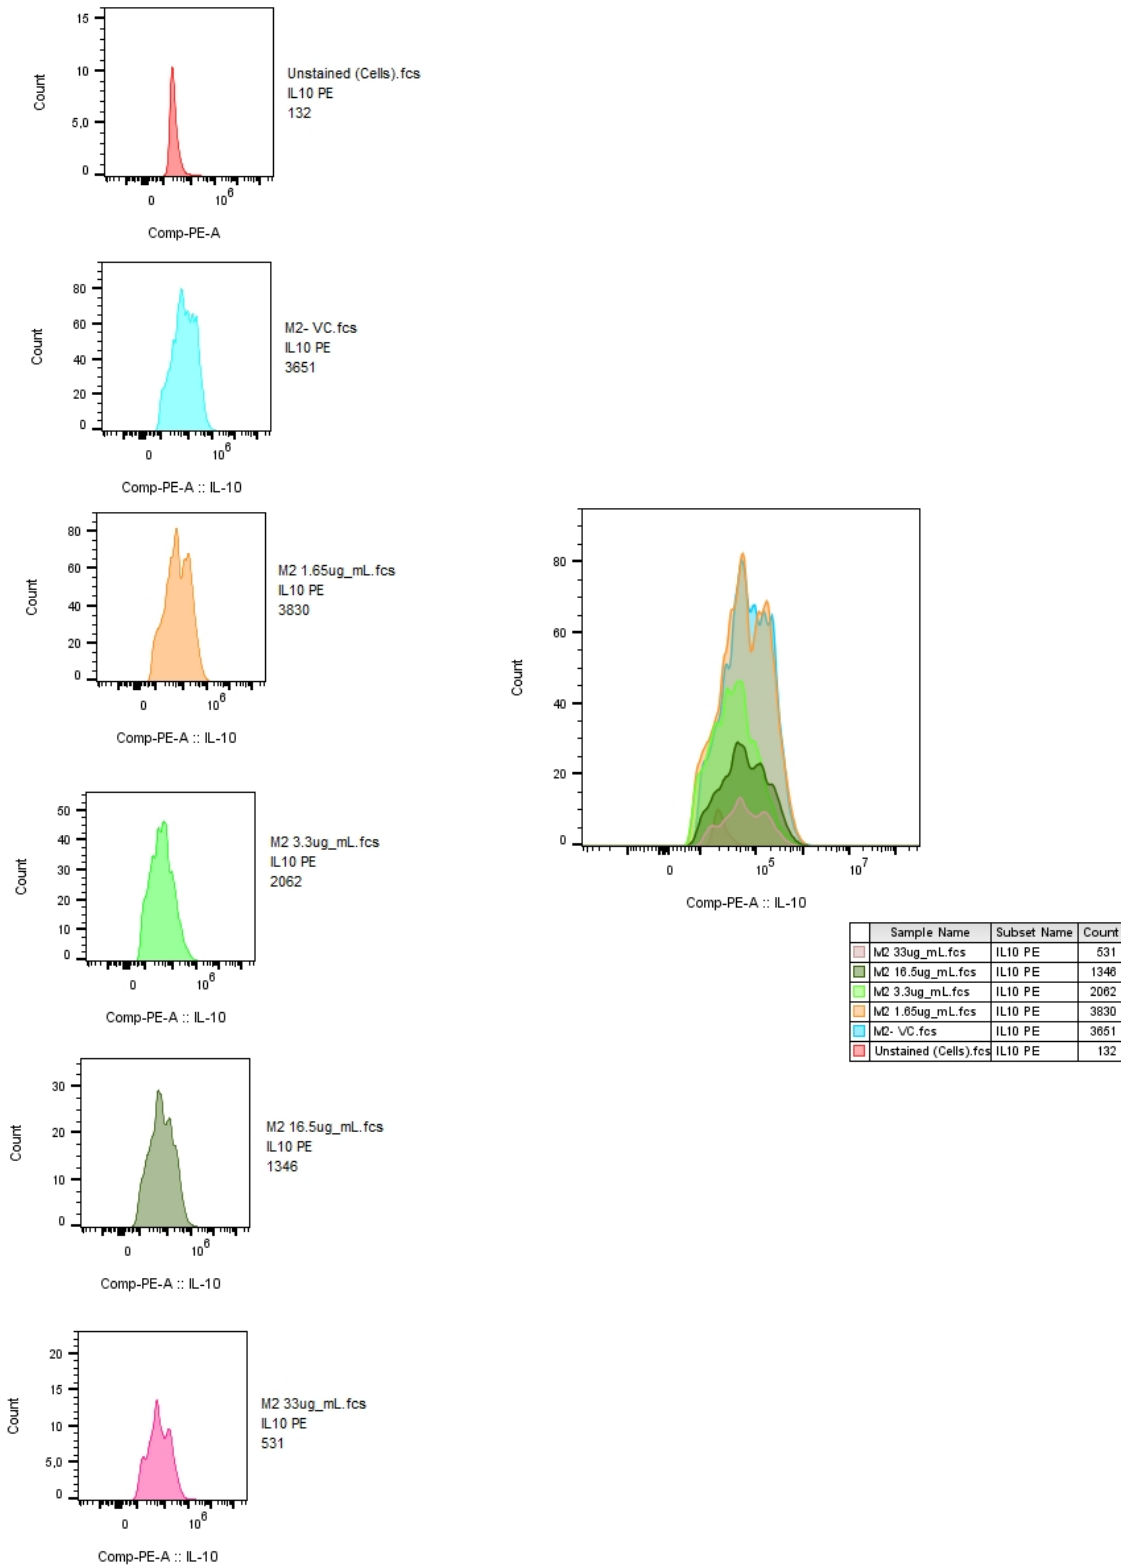 15
10
5,0
0
Count
0
10^6
Comp-PE-A
Unstained (Cells).fcs
IL10 PE
132
80
60
40
20
0
Count
0
10^6
Comp-PE-A :: IL-10
M2- VC.fcs
IL10 PE
3651
80
60
40
20
0
Count
0
10^6
Comp-PE-A :: IL-10
M2 1.65ug_mL.fcs
IL10 PE
3830
50
40
30
20
10
0
Count
0
10^6
Comp-PE-A :: IL-10
M2 3.3ug_mL.fcs
IL10 PE
2062
30
20
10
0
Count
0
10^6
Comp-PE-A :: IL-10
M2 16.5ug_mL.fcs
IL10 PE
1346
20
15
10
5,0
0
Count
0
10^6
Comp-PE-A :: IL-10
M2 33ug_mL.fcs
IL10 PE
531
80
60
40
20
0
Count
0
10^5
10^7
Comp-PE-A :: IL-10
Sample Name Subset Name Count
M2 33ug_mL.fcs IL10 PE 531
M2 16.5ug_mL.fcs IL10 PE 1346
M2 3.3ug_mL.fcs IL10 PE 2062
M2 1.65ug_mL.fcs IL10 PE 3830
M2- VC.fcs IL10 PE 3651
Unstained (Cells).fcs IL10 PE 132